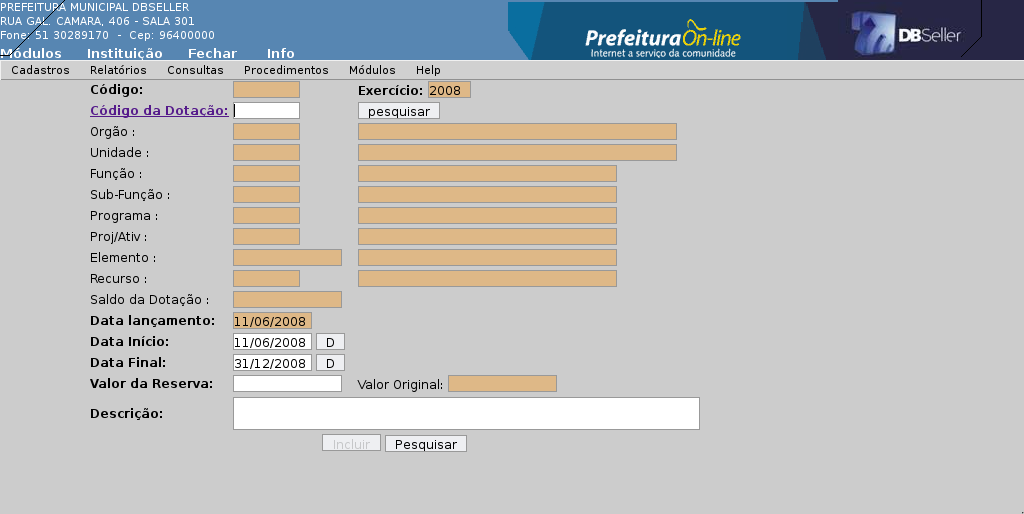 PREFEITURA MUNICIPAL DBSELLER
RUA GAL. CAMARA, 406 - SALA 301
Fone: 51 30289170 - Cep: 96400000
Módulos Instituição Fechar Info
Prefeitura On-line
Internet a serviço da comunidade
DBSeller
Cadastros Relatórios Consultas Procedimentos Módulos Help
Código: Exercício: 2008
Código da Dotação: pesquisar
Orgão :
Unidade :
Função :
Sub-Função :
Programa :
Proj/Ativ :
Elemento :
Recurso :
Saldo da Dotação :
Data lançamento: 11/06/2008
Data Início: 11/06/2008 D
Data Final: 31/12/2008 D
Valor da Reserva: Valor Original:
Descrição:
Incluir Pesquisar